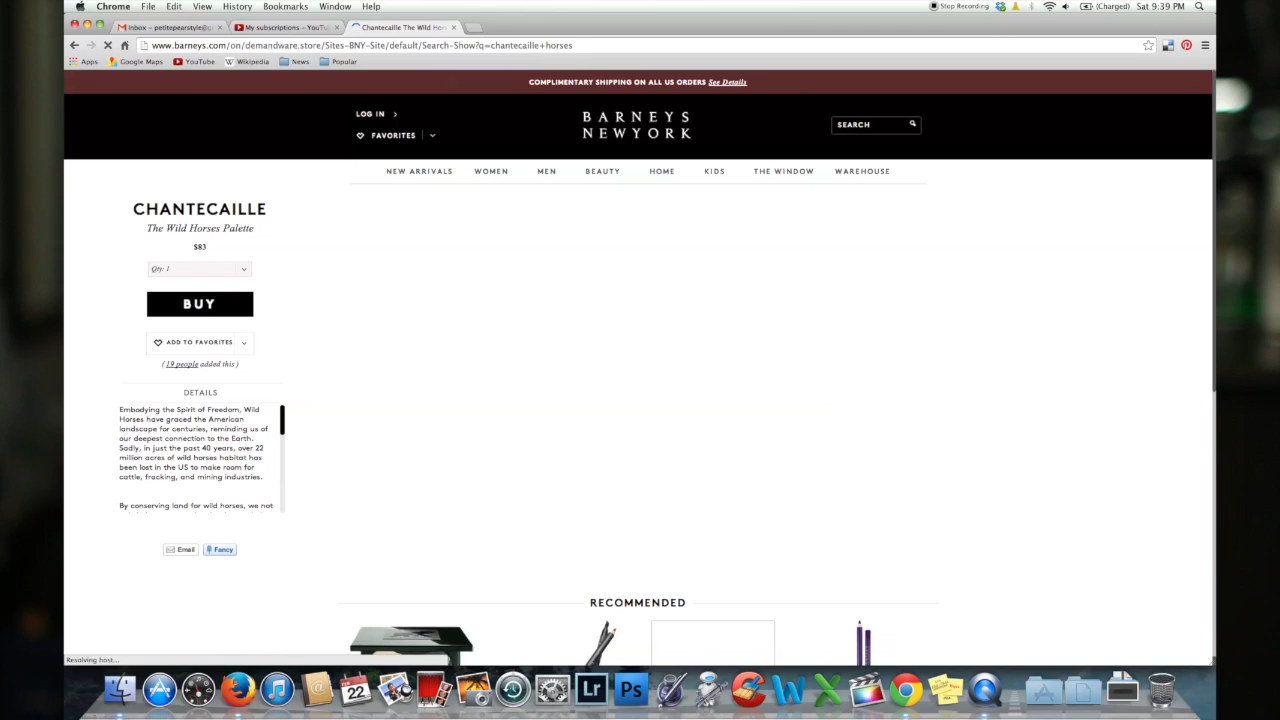 Chrome File Edit View History Bookmarks Window Help
Stop Recording (Charged) Sat 9:39 PM
Inbox – petitepearstyle@g
My subscriptions – YouTu
Chantecaille The Wild Hor
www.barneys.com/on/demandware.store/Sites-BNY-Site/default/Search-Show?q=chantecaille+horses
Apps Google Maps YouTube Wikipedia News Popular
COMPLIMENTARY SHIPPING ON ALL US ORDERS See Details
LOG IN
FAVORITES
BARNEYS
NEWYORK
SEARCH
NEW ARRIVALS WOMEN MEN BEAUTY HOME KIDS THE WINDOW WAREHOUSE
CHANTECAILLE
The Wild Horses Palette
$83
Qty: 1
BUY
ADD TO FAVORITES
( 19 people added this )
DETAILS
Embodying the Spirit of Freedom, Wild
Horses have graced the American
landscape for centuries, reminding us of
our deepest connection to the Earth.
Sadly, in just the past 40 years, over 22
million acres of wild horses habitat has
been lost in the US to make room for
cattle, fracking, and mining industries.
By conserving land for wild horses, we not
Email Fancy
RECOMMENDED
Resolving host...
22
Lr
Ps